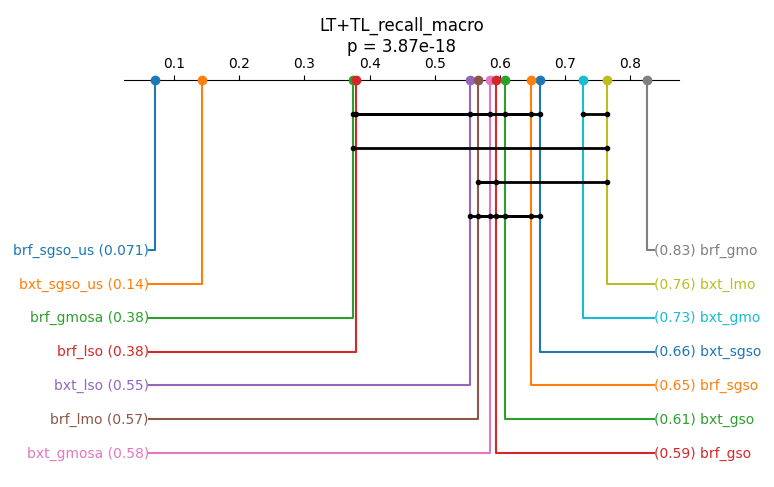 LT+TL_recall_macro
p = 3.87e-18
0.1 0.2 0.3 0.4 0.5 0.6 0.7 0.8
brf_sgso_us (0.071) (0.83) brf_gmo
bxt_sgso_us (0.14) (0.76) bxt_lmo
brf_gmosa (0.38) (0.73) bxt_gmo
brf_lso (0.38) (0.66) bxt_sgso
bxt_lso (0.55) (0.65) brf_sgso
brf_lmo (0.57) (0.61) bxt_gso
bxt_gmosa (0.58) (0.59) brf_gso